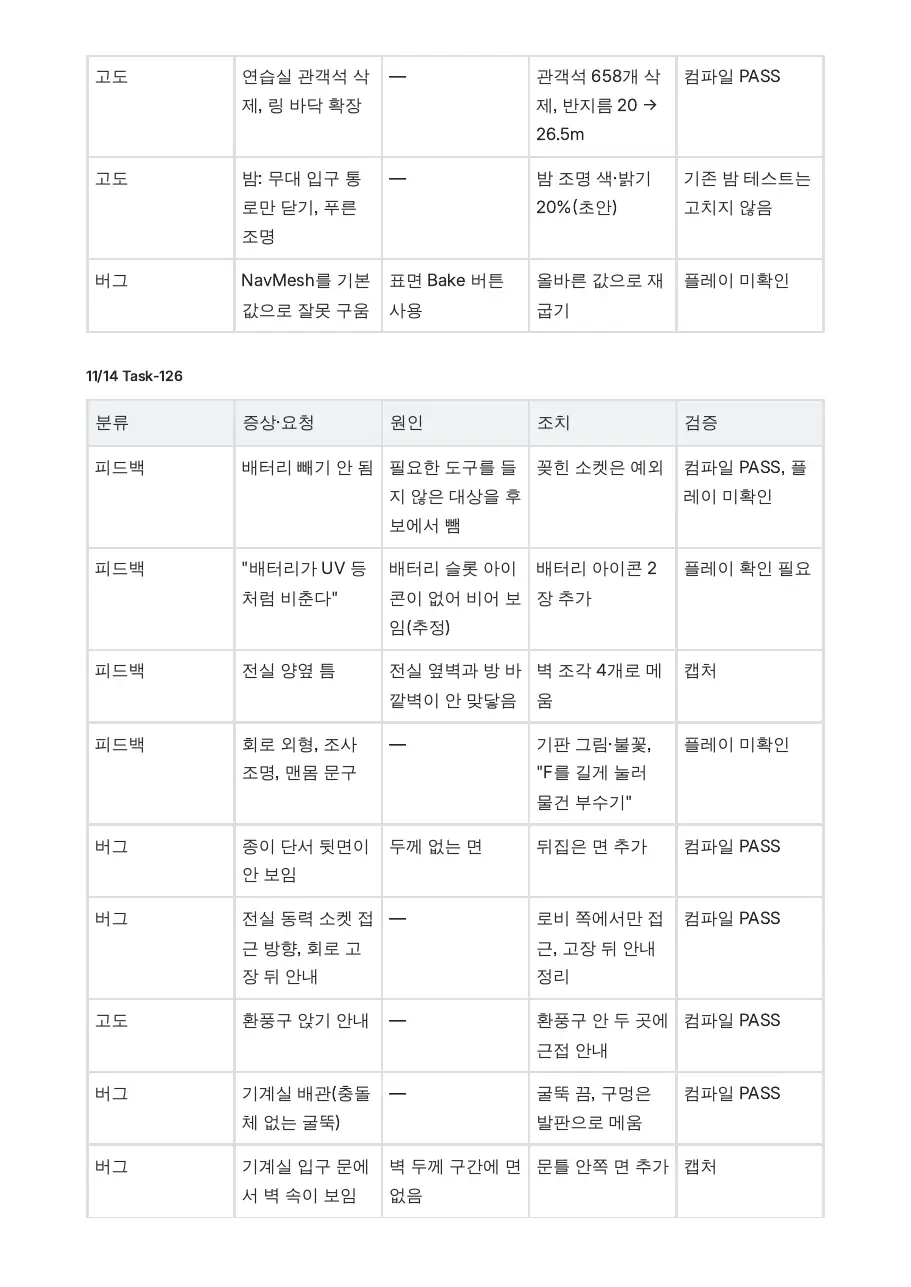 고도 연습실 관객석 삭 — 관객석 658개 삭 컴파일 PASS
제, 링 바닥 확장 제, 반지름 20 →
26.5m
고도 밤: 무대 입구 통 — 밤 조명 색·밝기 기존 밤 테스트는
로만 닫기, 푸른 20%(초안) 고치지 않음
조명
버그 NavMesh를 기본 표면 Bake 버튼 올바른 값으로 재 플레이 미확인
값으로 잘못 구움 사용 굽기
11/14 Task-126
분류 증상·요청 원인 조치 검증
피드백 배터리 빼기 안 됨 필요한 도구를 들 꽂힌 소켓은 예외 컴파일 PASS, 플
지 않은 대상을 후 레이 미확인
보에서 뺌
피드백 "배터리가 UV 등 배터리 슬롯 아이 배터리 아이콘 2 플레이 확인 필요
처럼 비춘다" 콘이 없어 비어 보 장 추가
임(추정)
피드백 전실 양옆 틈 전실 옆벽과 방 바 벽 조각 4개로 메 캡처
깥벽이 안 맞닿음 움
피드백 회로 외형, 조사 — 기판 그림·불꽃, 플레이 미확인
조명, 맨몸 문구 "F를 길게 눌러
물건 부수기"
버그 종이 단서 뒷면이 두께 없는 면 뒤집은 면 추가 컴파일 PASS
안 보임
버그 전실 동력 소켓 접 — 로비 쪽에서만 접 컴파일 PASS
근 방향, 회로 고 근, 고장 뒤 안내
장 뒤 안내 정리
고도 환풍구 앉기 안내 — 환풍구 안 두 곳에 컴파일 PASS
근접 안내
버그 기계실 배관(충돌 — 굴뚝 끔, 구멍은 컴파일 PASS
체 없는 굴뚝) 발판으로 메움
버그 기계실 입구 문에 벽 두께 구간에 면 문틀 안쪽 면 추가 캡처
서 벽 속이 보임 없음